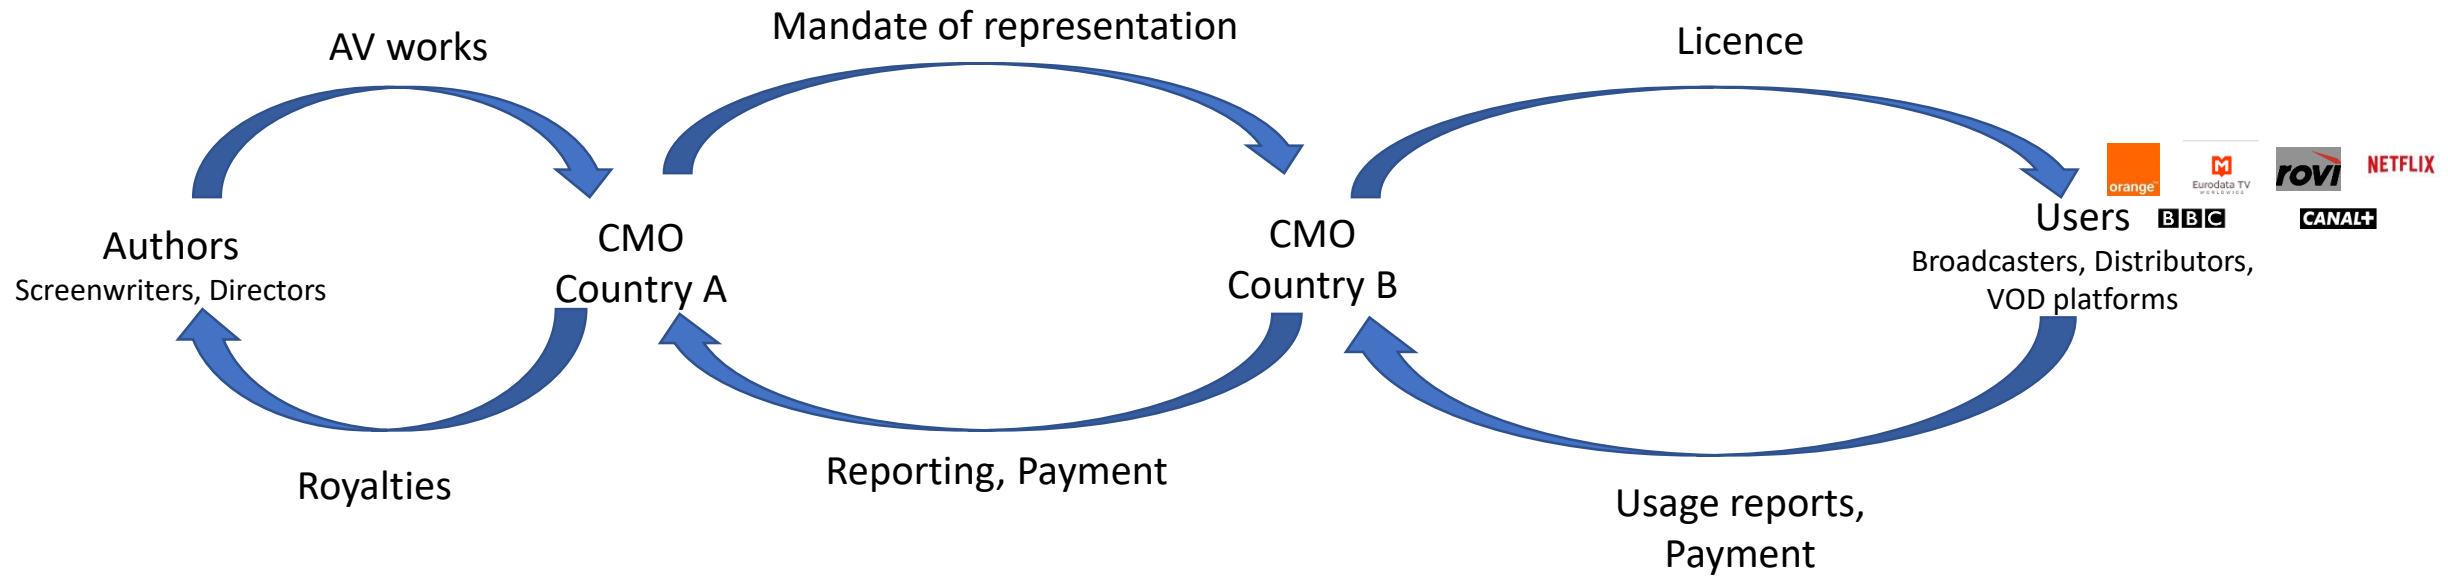 AV works
Mandate of representation
Licence
Authors
Screenwriters, Directors
CMO
Country A
CMO
Country B
orange
Eurodata TV
WORLDWIDE
rovi
NETFLIX
Users
BBC
CANAL+
Broadcasters, Distributors,
VOD platforms
Royalties
Reporting, Payment
Usage reports,
Payment